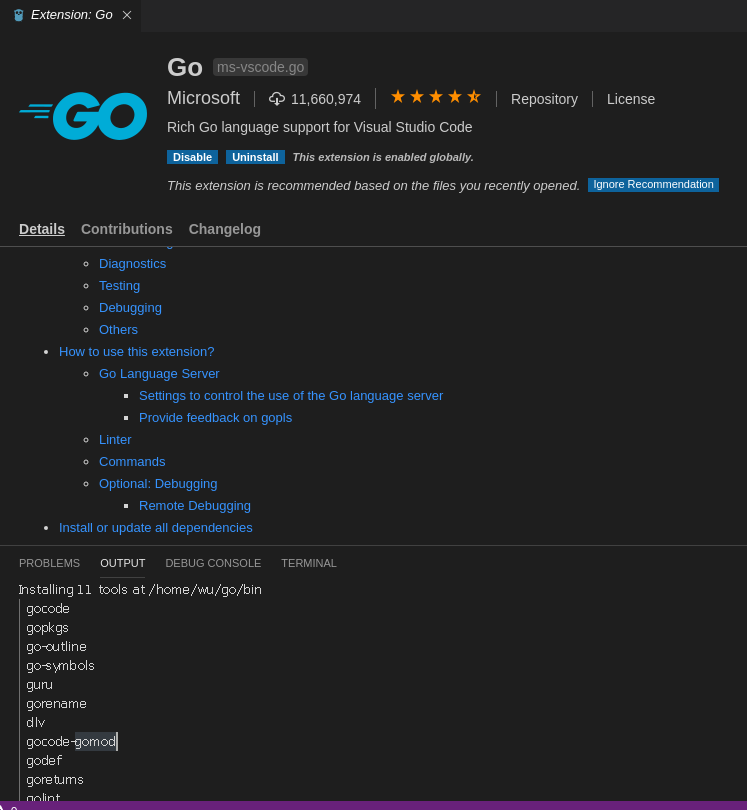 Extension: Go
GO
Go ms-vscode.go
Microsoft 11,660,974 Repository License
Rich Go language support for Visual Studio Code
Disable Uninstall This extension is enabled globally.
This extension is recommended based on the files you recently opened. Ignore Recommendation
Details Contributions Changelog
Diagnostics
Testing
Debugging
Others
How to use this extension?
Go Language Server
Settings to control the use of the Go language server
Provide feedback on gopls
Linter
Commands
Optional: Debugging
Remote Debugging
Install or update all dependencies
PROBLEMS OUTPUT DEBUG CONSOLE TERMINAL
Installing 11 tools at /home/wu/go/bin
gocode
gopkgs
go-outline
go-symbols
guru
gorename
dlv
gocode-gomod
godef
goreturns
golint